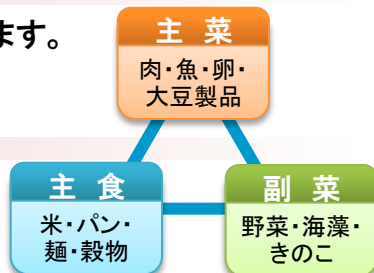 ます。
主 菜
肉・魚・卵・
大豆製品
主 食
米・パン・
麺・穀物
副 菜
野菜・海藻・
きのこ